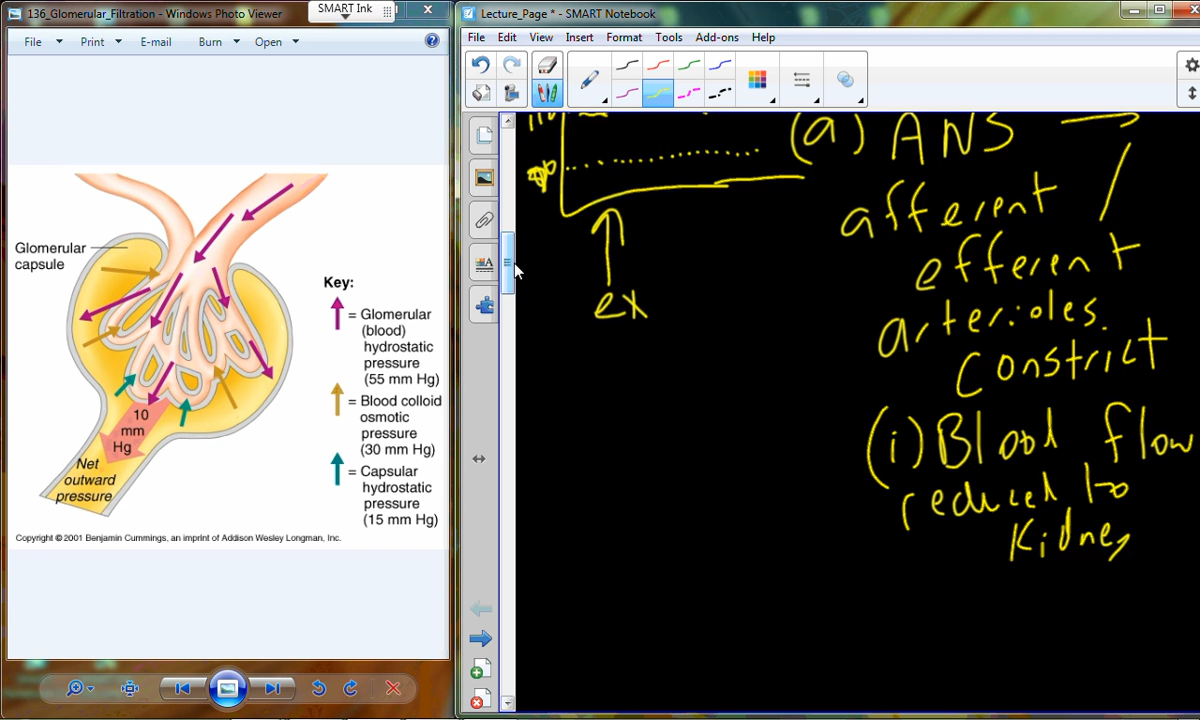 136_Glomerular_Filtration - Windows Photo Viewer
SMART Ink
File Print E-mail Burn Open
Glomerular
capsule
10
mm
Hg
Net
outward
pressure
Key:
= Glomerular
(blood)
hydrostatic
pressure
(55 mm Hg)
= Blood colloid
osmotic
pressure
(30 mm Hg)
= Capsular
hydrostatic
pressure
(15 mm Hg)
Copyright © 2001 Benjamin Cummings, an imprint of Addison Wesley Longman, Inc.
Lecture_Page * - SMART Notebook
File Edit View Insert Format Tools Add-ons Help
(a) ANS
afferent
efferent
arterioles.
constrict
(i) Blood flow
reduced to
Kidney
ex